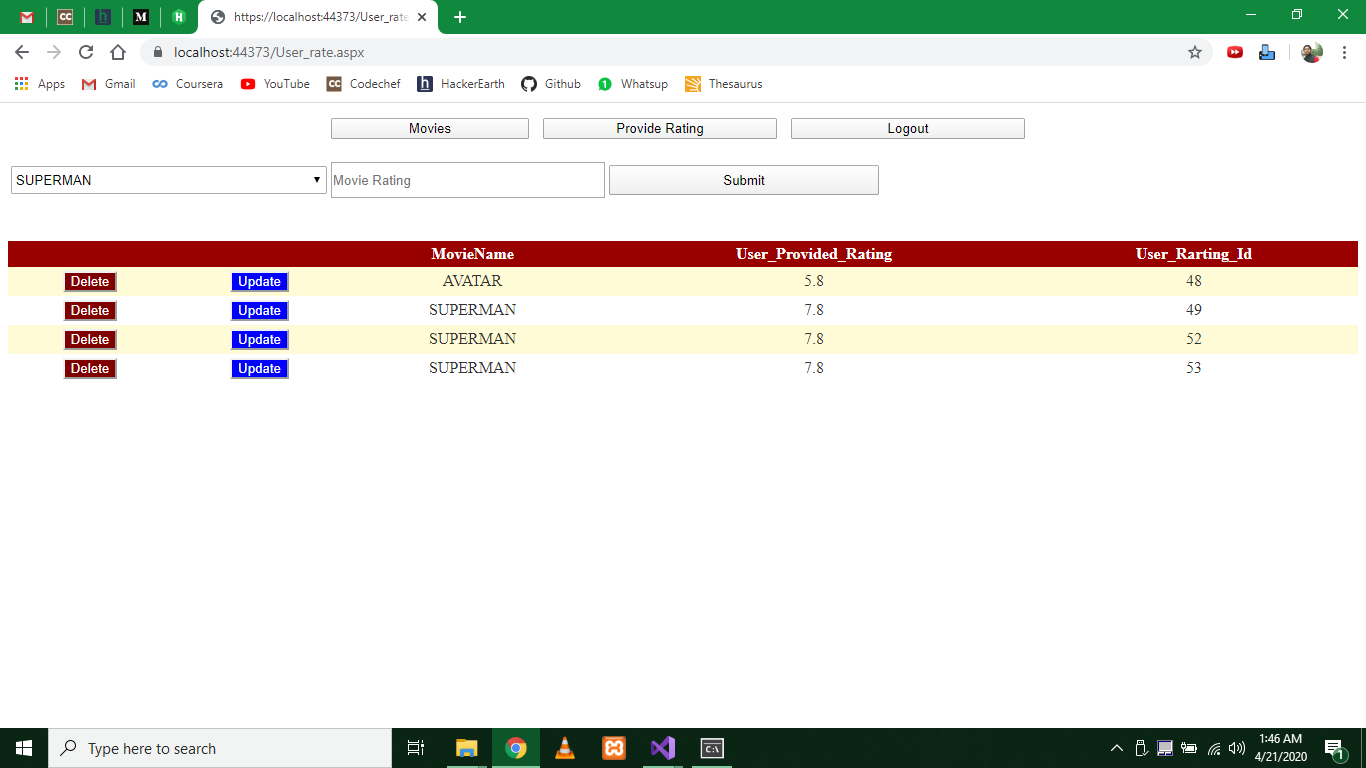 CC h M H https://localhost:44373/User_rate
localhost:44373/User_rate.aspx
Apps Gmail Coursera YouTube CC Codechef h HackerEarth Github 1 Whatsup Thesaurus
Movies Provide Rating Logout
SUPERMAN Movie Rating Submit
MovieName User_Provided_Rating User_Rarting_Id
Delete Update AVATAR 5.8 48
Delete Update SUPERMAN 7.8 49
Delete Update SUPERMAN 7.8 52
Delete Update SUPERMAN 7.8 53
Type here to search C:\ 1:46 AM
4/21/2020 1